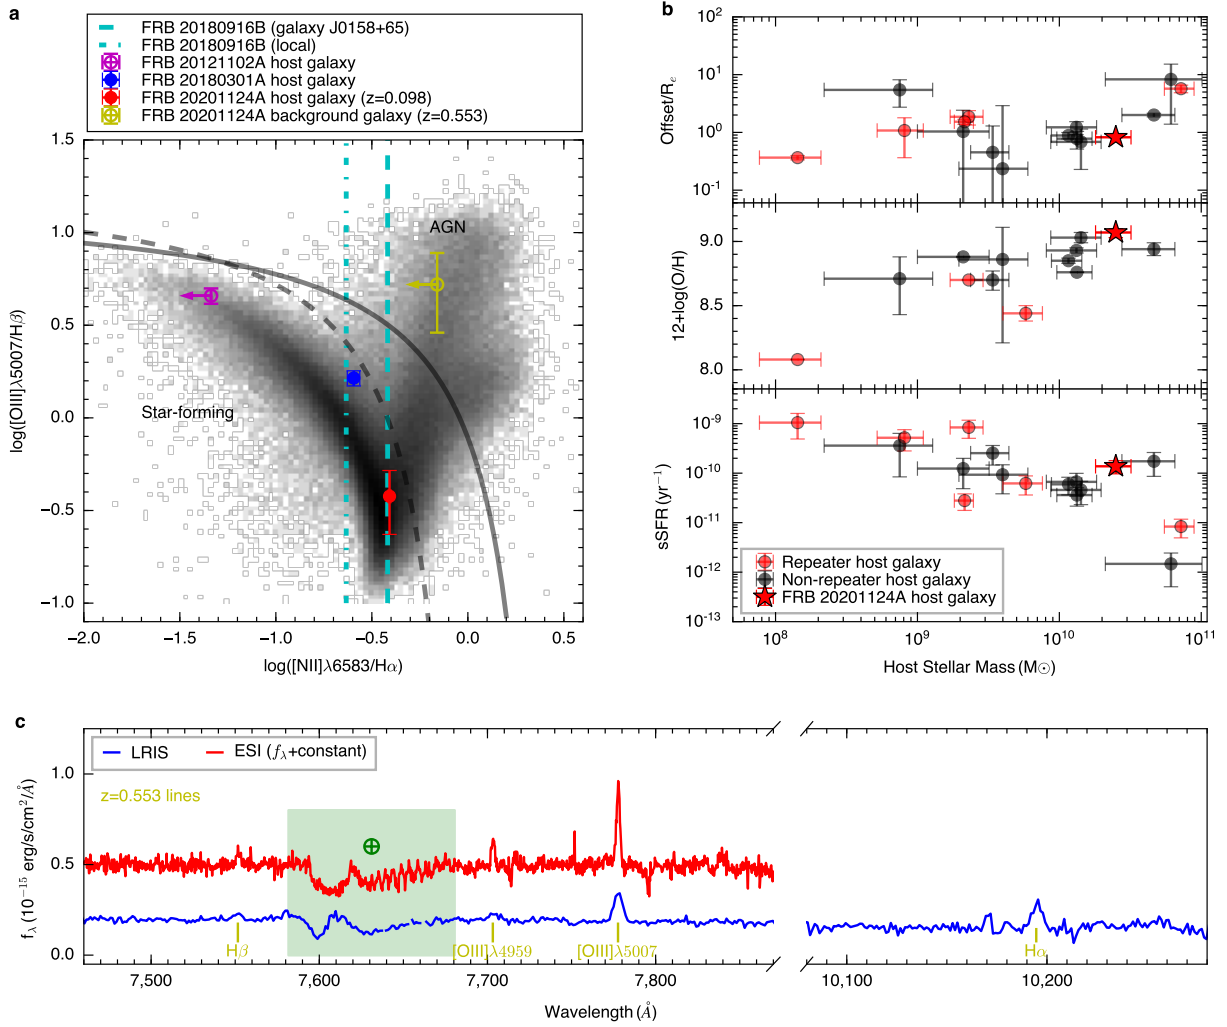 a
FRB 20180916B (galaxy J0158+65)
FRB 20180916B (local)
FRB 20121102A host galaxy
FRB 20180301A host galaxy
FRB 20201124A host galaxy (z=0.098)
FRB 20201124A background galaxy (z=0.553)
1.5
1.0
0.5
0.0
−0.5
−1.0
log([OIII]λ5007/Hβ)
AGN
Star-forming
−2.0 −1.5 −1.0 −0.5 0.0 0.5
log([NII]λ6583/Hα)
b
10² 10¹ 10⁰ 10⁻¹
Offset/Rₑ
9.0 8.5 8.0
12+log(O/H)
10⁻⁹ 10⁻¹⁰ 10⁻¹¹ 10⁻¹² 10⁻¹³
sSFR (yr⁻¹)
Repeater host galaxy
Non-repeater host galaxy
FRB 20201124A host galaxy
10⁸ 10⁹ 10¹⁰ 10¹¹
Host Stellar Mass (M☉)
c
LRIS ESI (f_λ+constant)
z=0.553 lines
1.0
0.5
0.0
f_λ (10⁻¹⁵ erg/s/cm²/Å)
Hβ [OIII]λ4959 [OIII]λ5007 Hα
7,500 7,600 7,700 7,800 10,100 10,200
Wavelength (Å)